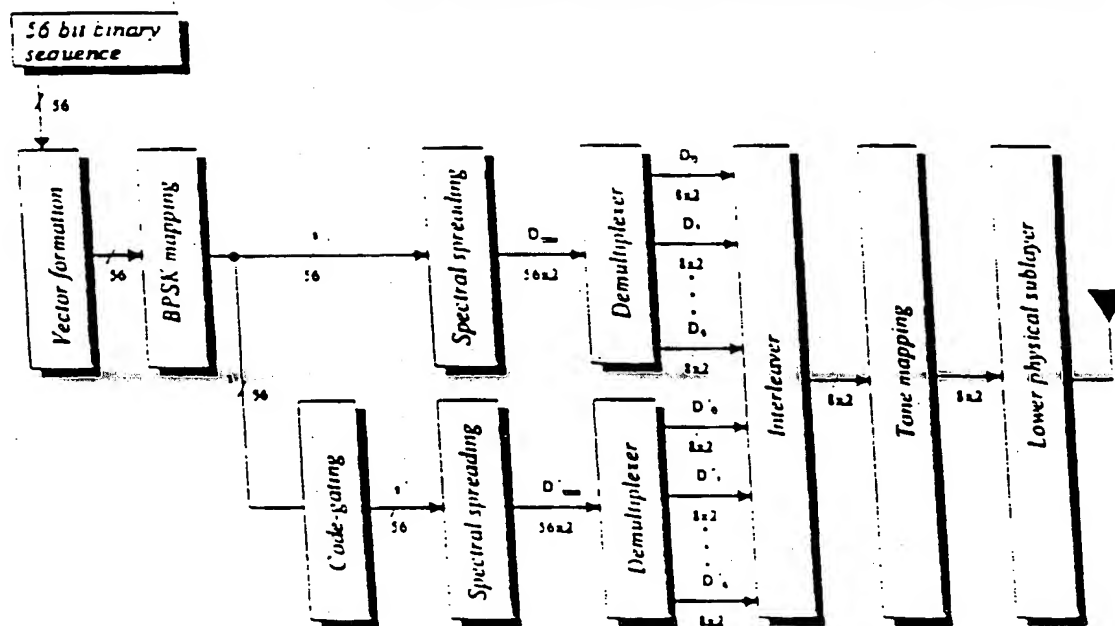 56 bit binary
sequence
56
Vector formation
56
BPSK mapping
56
56
Code-gating
56
Spectral spreading
56x2
Spectral spreading
56x2
Demultiplexer
8x2
8x2
8x2
Demultiplexer
8x2
8x2
8x2
Interleaver
8x2
Tone mapping
8x2
Lower physical sublayer